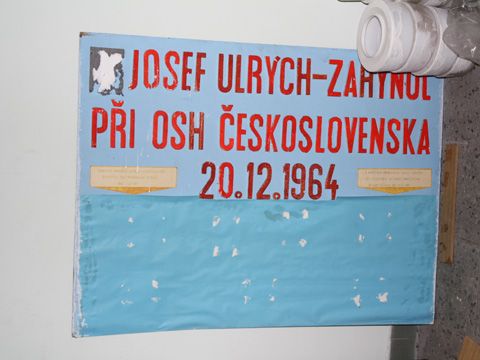 JOSEF ULRYCH-ZAHYNUL
PŘI OSH ČESKOSLOVENSKA
20.12.1964